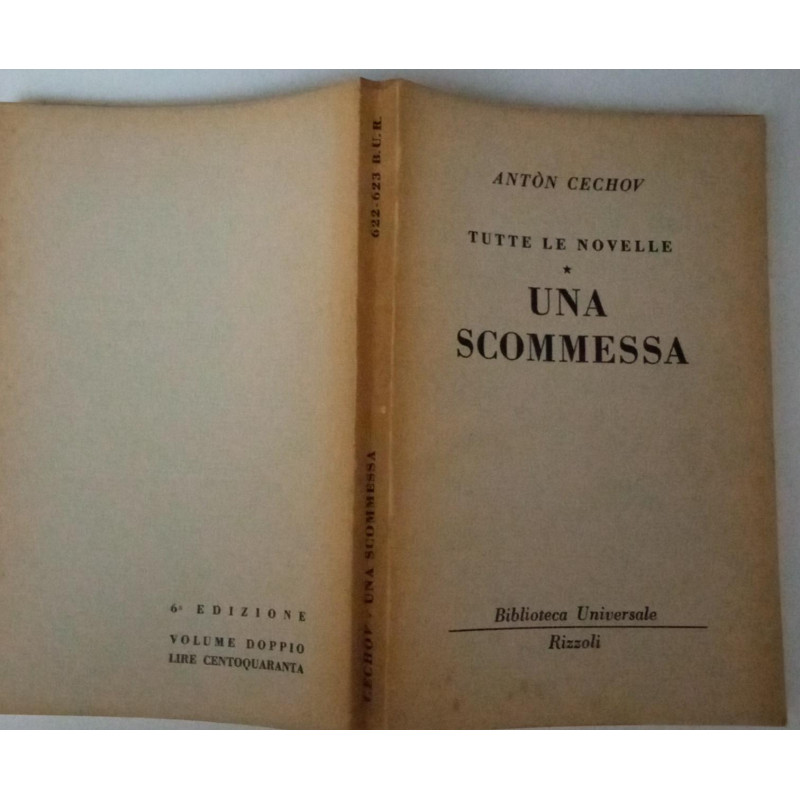 ANTÒN CECHOV
TUTTE LE NOVELLE
★
UNA
SCOMMESSA
Biblioteca Universale
Rizzoli
CECHOV - UNA SCOMMESSA
622-623 B.U.R.
6ª EDIZIONE
VOLUME DOPPIO
LIRE CENTOQUARANTA